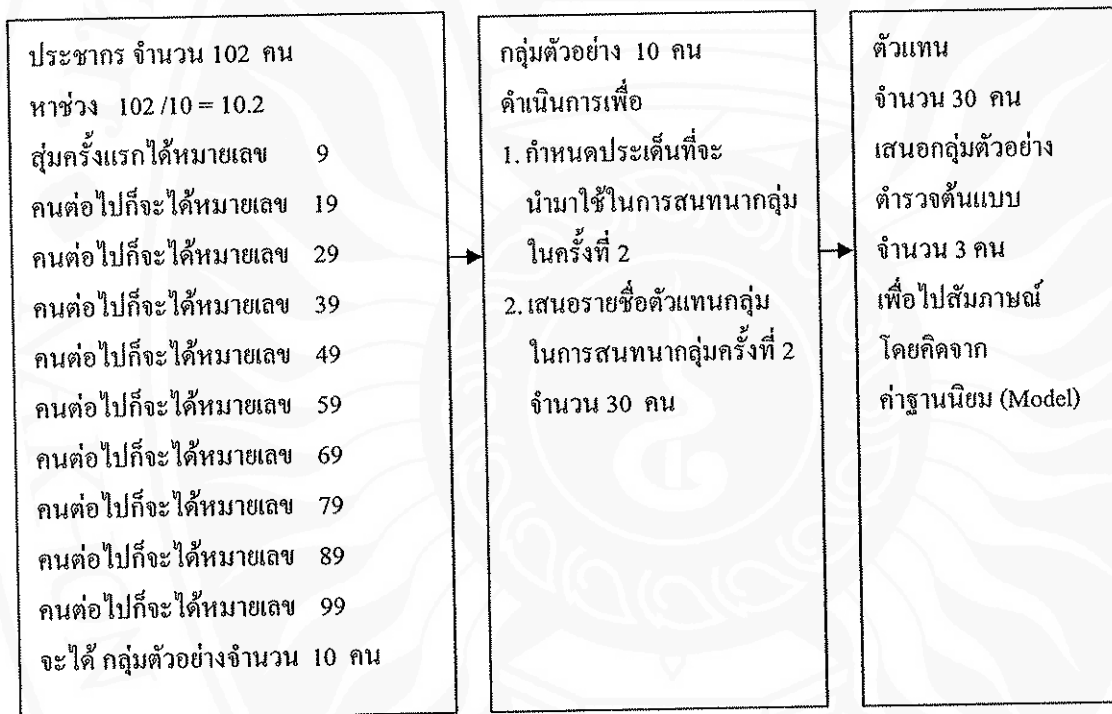 ประชากร จำนวน 102 คน
หาช่วง 102 /10 = 10.2
สุ่มครั้งแรกได้หมายเลข 9
คนต่อไปก็จะได้หมายเลข 19
คนต่อไปก็จะได้หมายเลข 29
คนต่อไปก็จะได้หมายเลข 39
คนต่อไปก็จะได้หมายเลข 49
คนต่อไปก็จะได้หมายเลข 59
คนต่อไปก็จะได้หมายเลข 69
คนต่อไปก็จะได้หมายเลข 79
คนต่อไปก็จะได้หมายเลข 89
คนต่อไปก็จะได้หมายเลข 99
จะได้ กลุ่มตัวอย่างจำนวน 10 คน
กลุ่มตัวอย่าง 10 คน
ดำเนินการเพื่อ
1. กำหนดประเด็นที่จะ
นำมาใช้ในการสนทนากลุ่ม
ในครั้งที่ 2
2. เสนอรายชื่อตัวแทนกลุ่ม
ในการสนทนากลุ่มครั้งที่ 2
จำนวน 30 คน
ตัวแทน
จำนวน 30 คน
เสนอกลุ่มตัวอย่าง
ตำรวจต้นแบบ
จำนวน 3 คน
เพื่อไปสัมภาษณ์
โดยคิดจาก
ค่าฐานนิยม (Model)